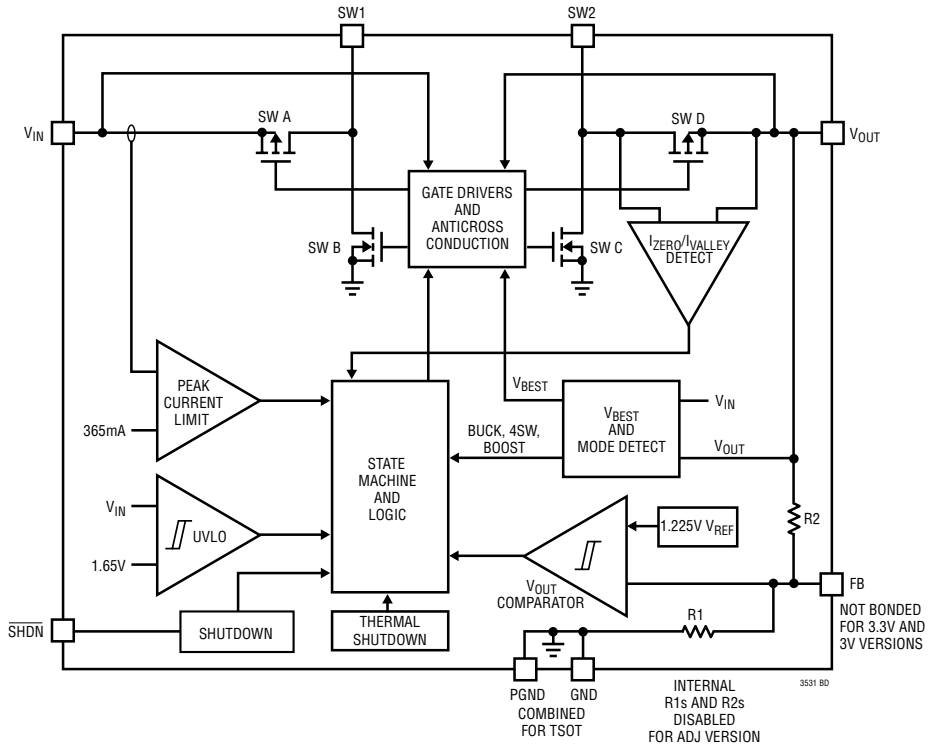 SW1
SW2
SW A
SW D
VIN
VOUT
GATE DRIVERS
AND
ANTICROSS
CONDUCTION
SW B
SW C
IZERO/IVALLEY
DETECT
PEAK
CURRENT
LIMIT
365mA
VBEST
VIN
VBEST
AND
MODE DETECT
BUCK, 4SW,
BOOST
VOUT
STATE
MACHINE
AND
LOGIC
VIN
UVLO
1.65V
R2
1.225V VREF
VOUT
COMPARATOR
FB
NOT BONDED
FOR 3.3V AND
3V VERSIONS
R1
SHDN
SHUTDOWN
THERMAL
SHUTDOWN
3531 BD
PGND
GND
COMBINED
FOR TSOT
INTERNAL
R1s AND R2s
DISABLED
FOR ADJ VERSION